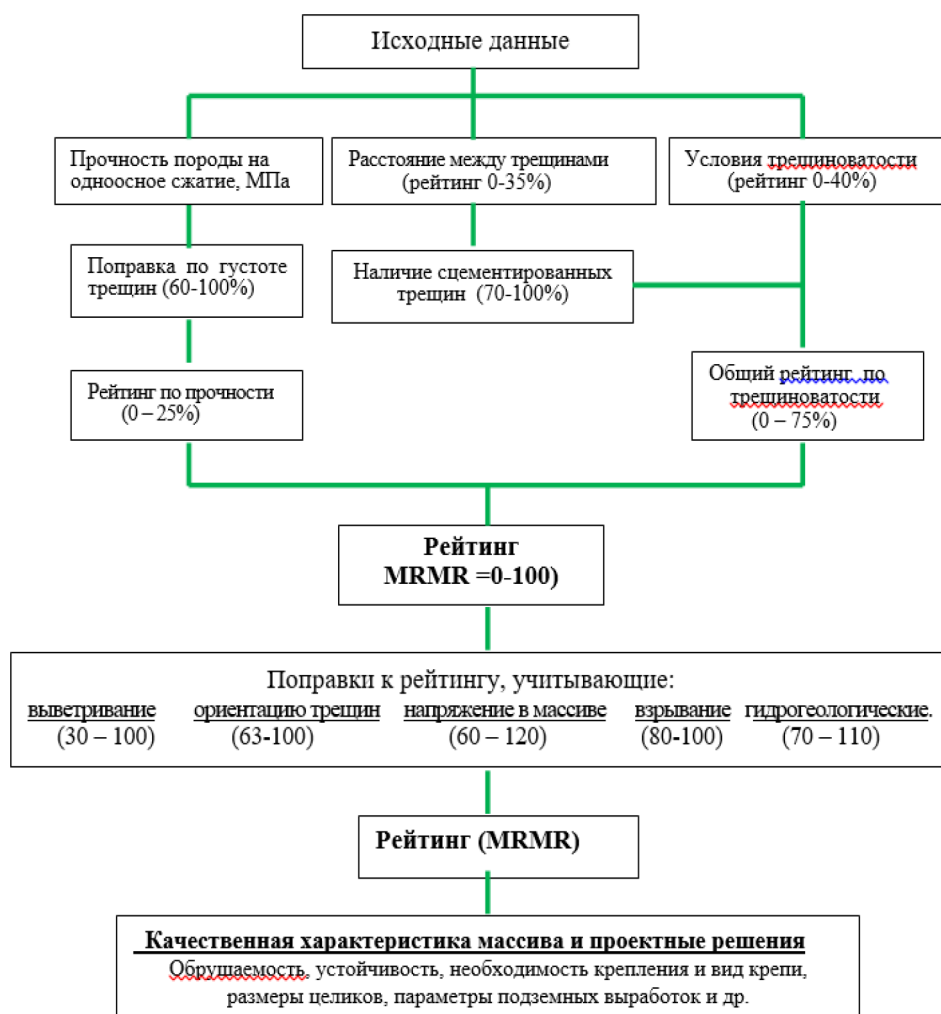 Исходные данные
Прочность породы на
одноосное сжатие, МПа
Расстояние между трещинами
(рейтинг 0-35%)
Условия трещиноватости
(рейтинг 0-40%)
Поправка по густоте
трещин (60-100%)
Наличие сцементированных
трещин (70-100%)
Рейтинг по прочности
(0 – 25%)
Общий рейтинг по
трещиноватости
(0 – 75%)
Рейтинг
MRMR =0-100)
Поправки к рейтингу, учитывающие:
выветривание ориентацию трещин напряжение в массиве взрывание гидрогеологические.
(30 – 100) (63-100) (60 – 120) (80-100) (70 – 110)
Рейтинг (MRMR)
Качественная характеристика массива и проектные решения
Обрушаемость, устойчивость, необходимость крепления и вид крепи,
размеры целиков, параметры подземных выработок и др.